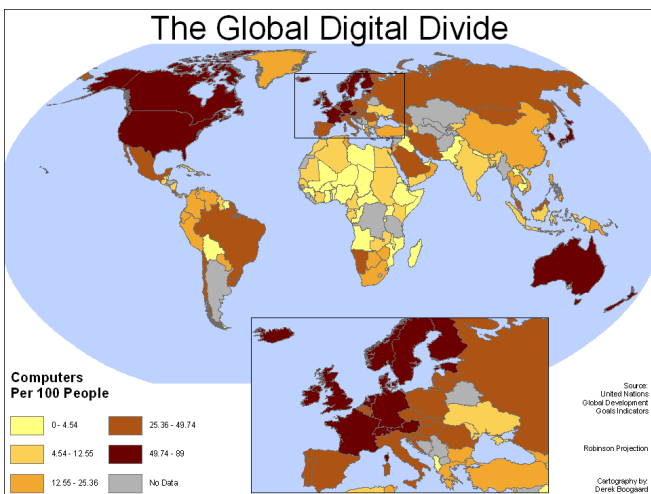 The Global Digital Divide
Computers
Per 100 People
0 - 4.54
4.54 - 12.55
12.55 - 25.36
25.36 - 49.74
49.74 - 89
No Data
Source:
United Nations
Global Development
Goals Indicators
Robinson Projection
Cartography by:
Derek Boogaard